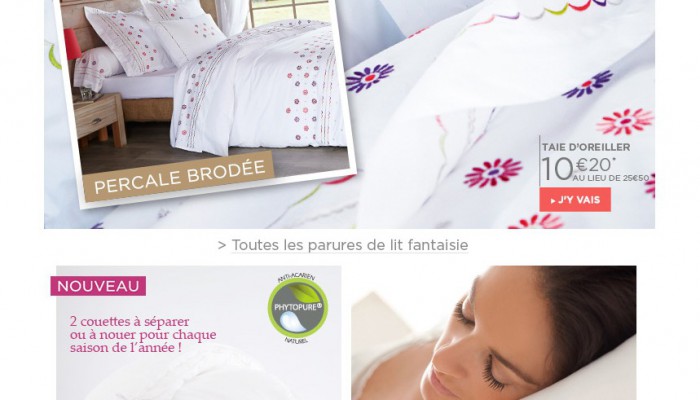 PERCALE BRODÉE
TAIE D'OREILLER
10€20*
AU LIEU DE 25€50
J'Y VAIS
> Toutes les parures de lit fantaisie
NOUVEAU
2 couettes à séparer
ou à nouer pour chaque
saison de l'année !
ANTI-ACARIEN
PHYTOPURE®
NATUREL